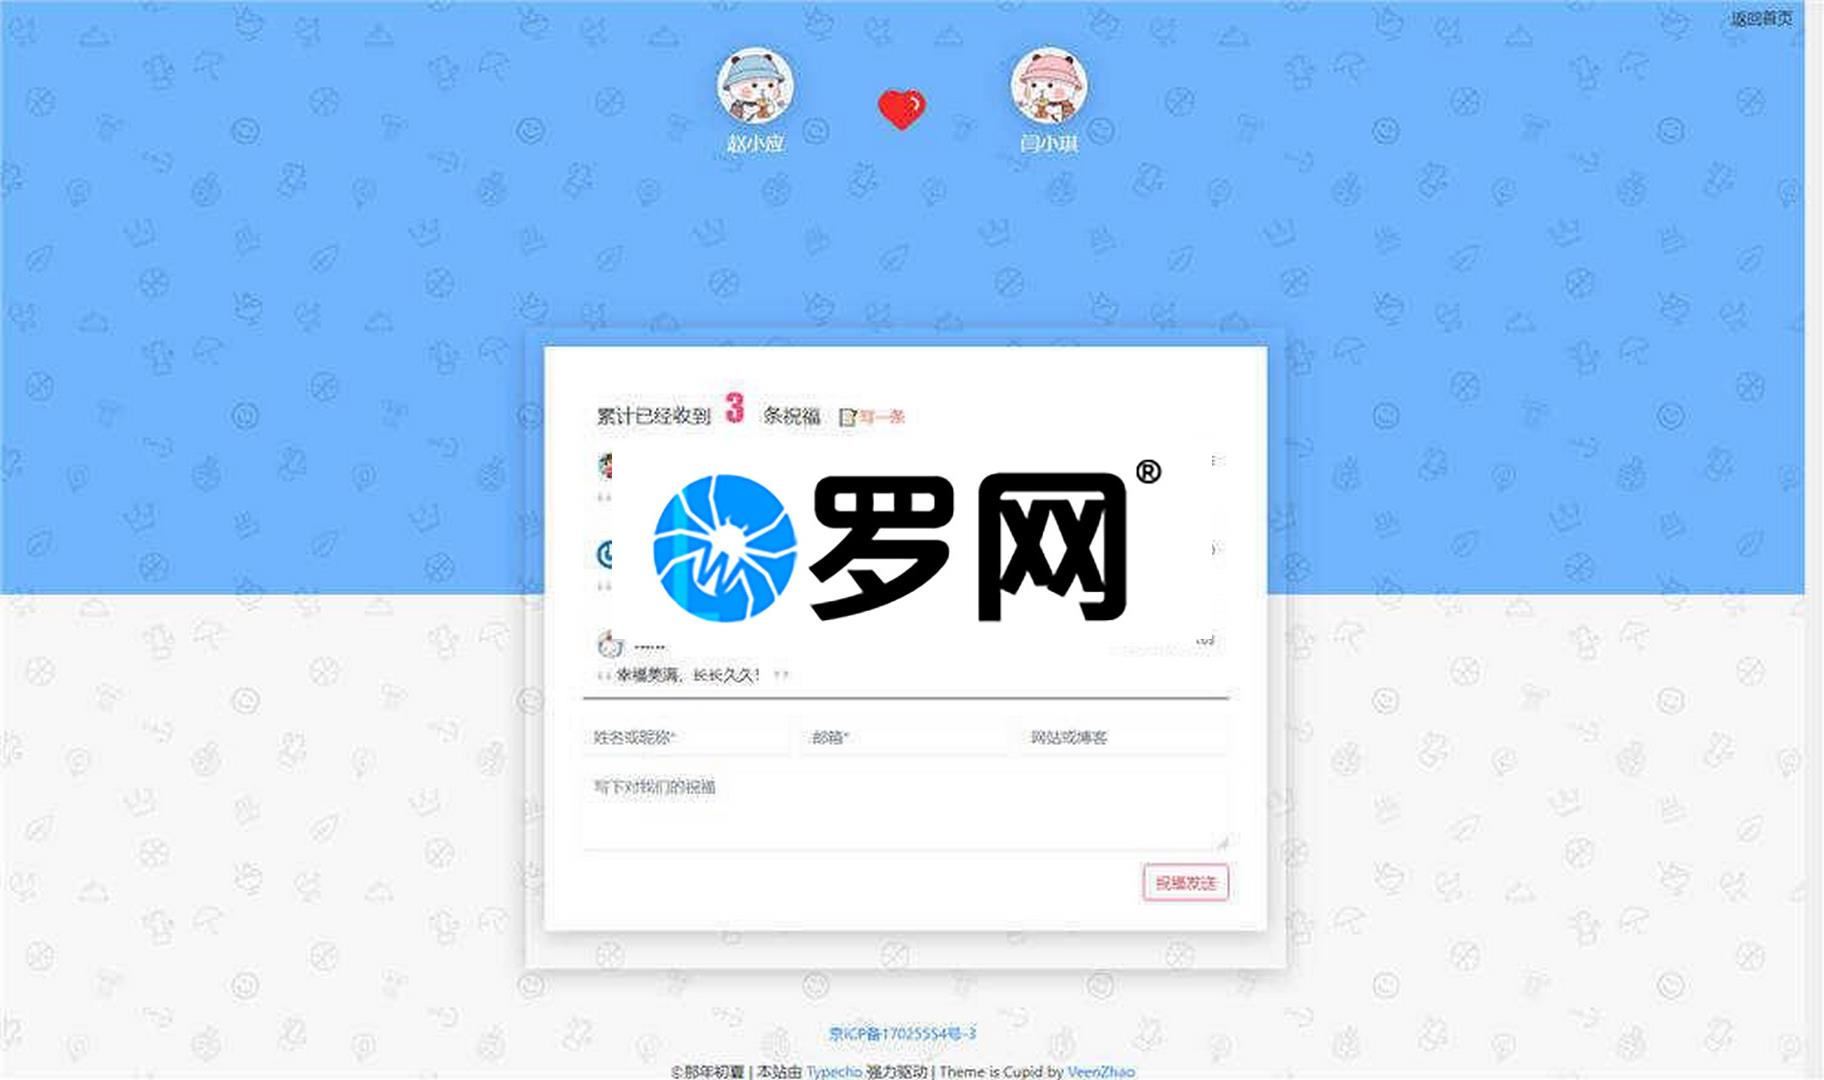 返回首页
赵小应
闫小琪
累计已经收到 3 条祝福 写一条
罗网®
幸福美满，长长久久！
姓名或昵称* 邮箱* 网站或博客
写下对我们的祝福
祝福发送
京ICP备17025554号-3
©那年初夏 | 本站由 Typecho 强力驱动 | Theme is Cupid by VeenZhao